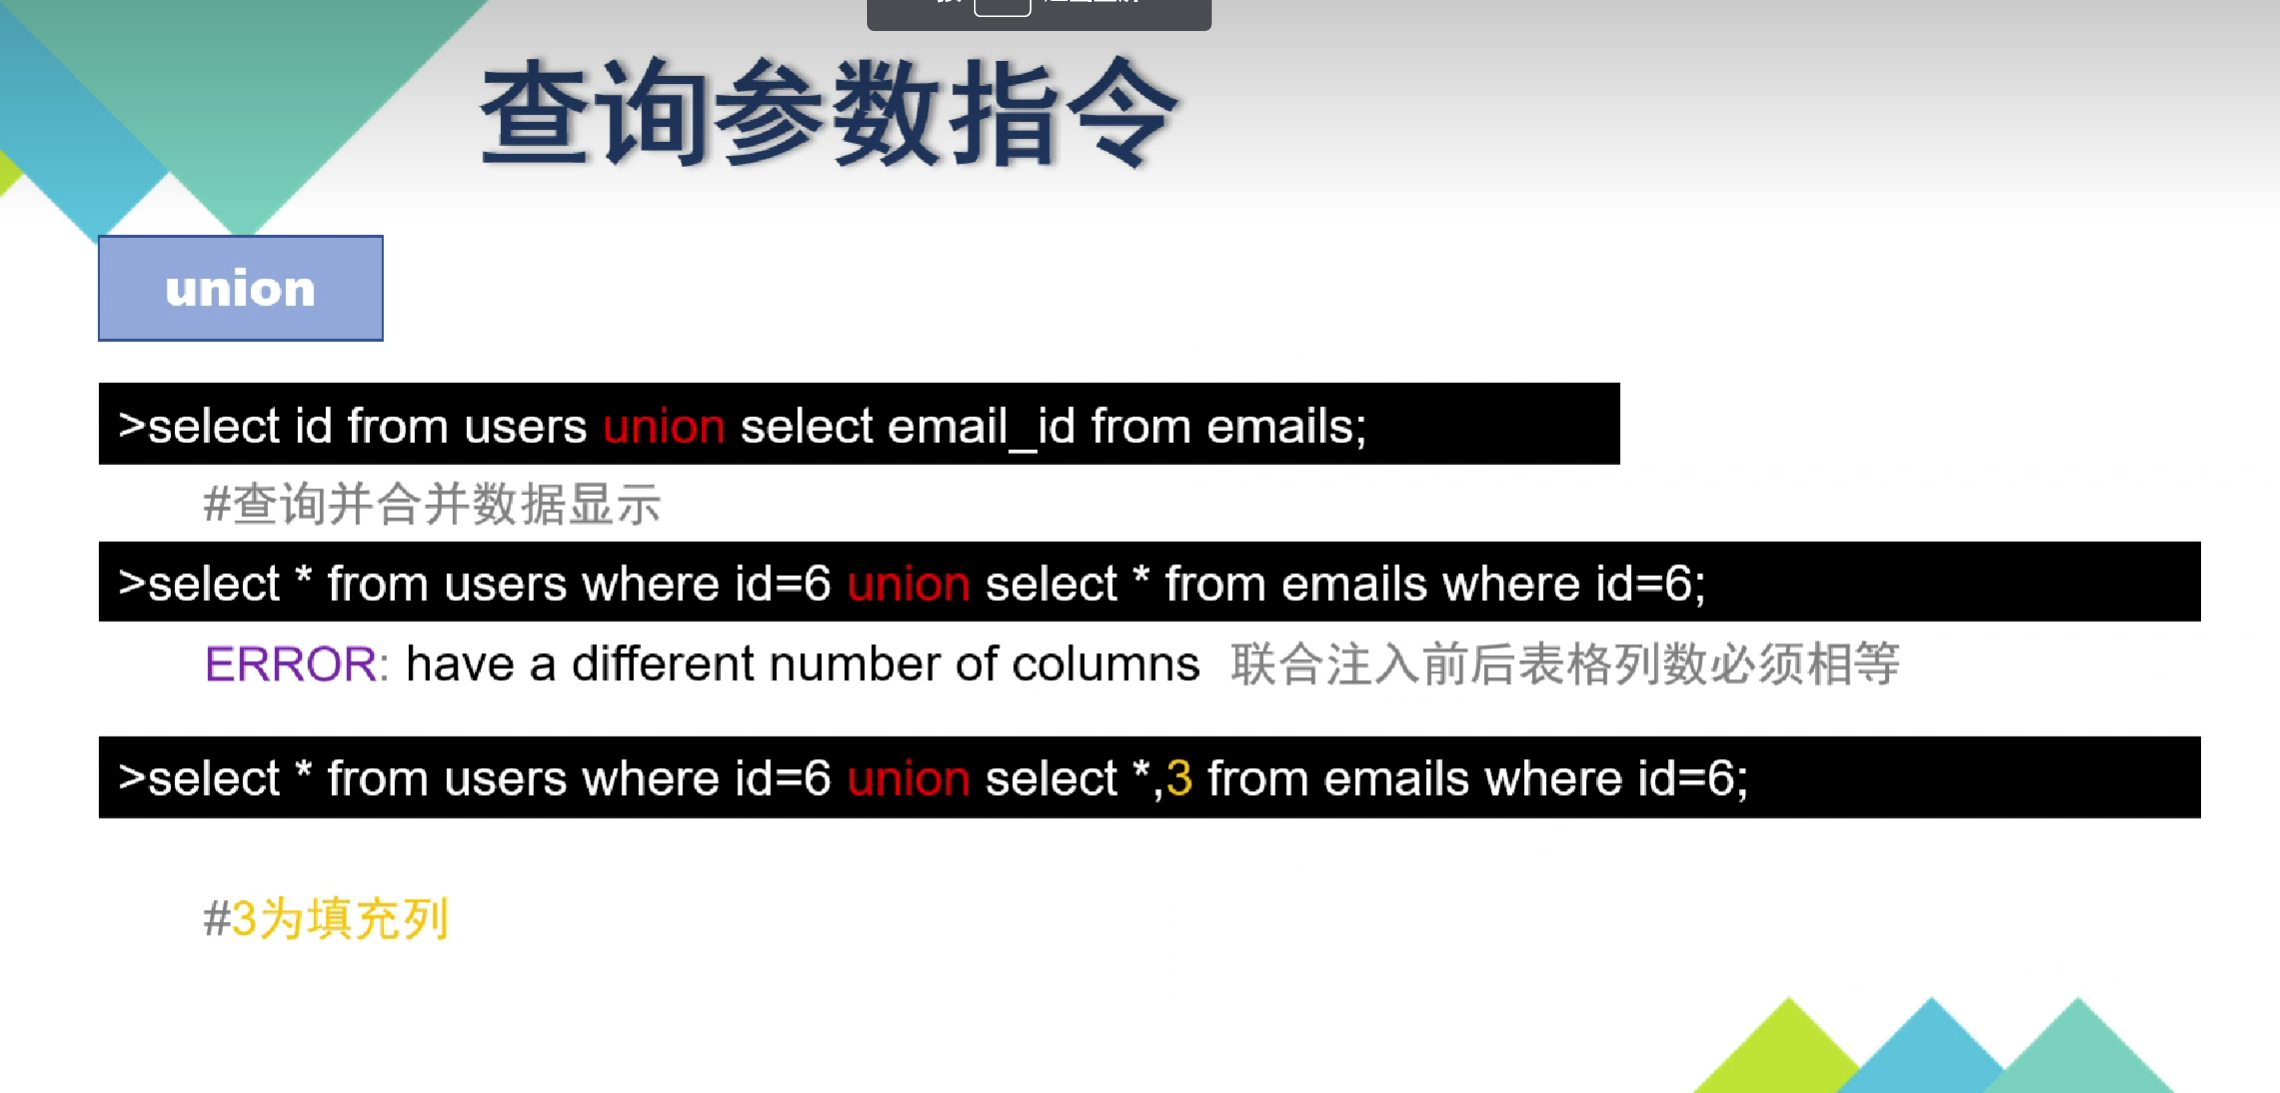 查询参数指令
union
>select id from users union select email_id from emails;
#查询并合并数据显示
>select * from users where id=6 union select * from emails where id=6;
ERROR: have a different number of columns 联合注入前后表格列数必须相等
>select * from users where id=6 union select *,3 from emails where id=6;
#3为填充列